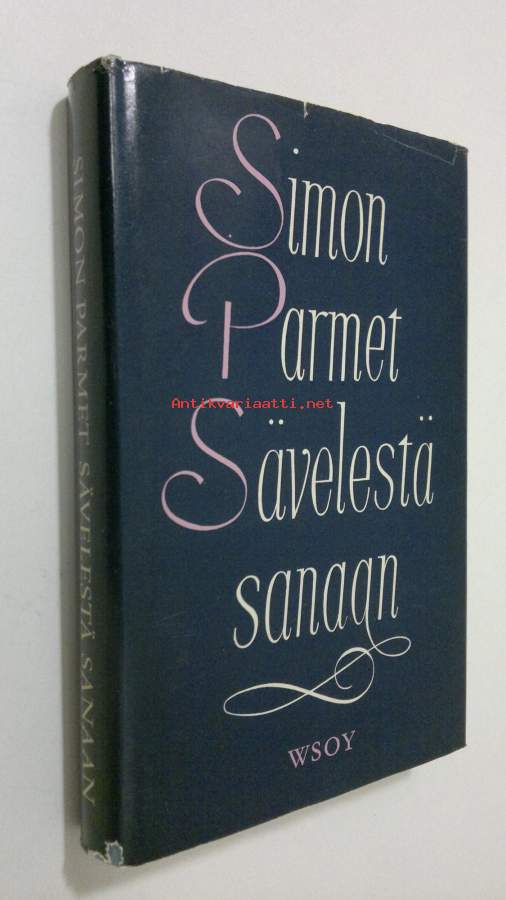 Simon
Parmet
Antikvariaatti.net
Sävelestä
sanaan
WSOY
SIMON PARMET SÄVELESTÄ SANAAN